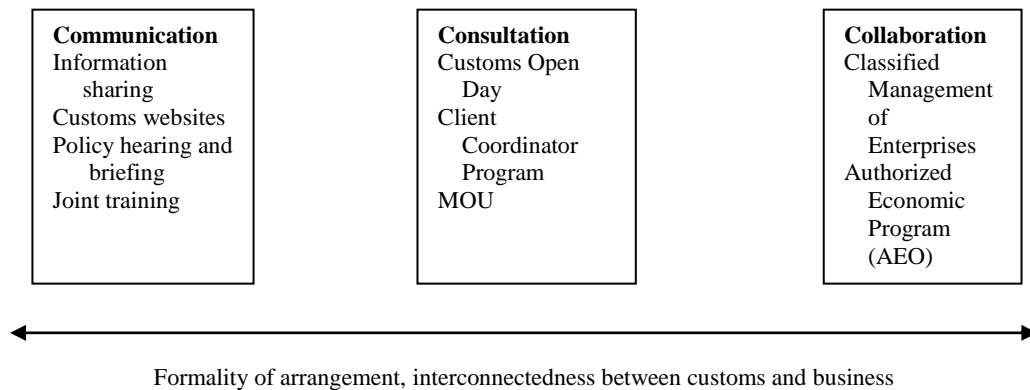 Communication
Information
sharing
Customs websites
Policy hearing and
briefing
Joint training
Consultation
Customs Open
Day
Client
Coordinator
Program
MOU
Collaboration
Classified
Management
of
Enterprises
Authorized
Economic
Program
(AEO)
Formality of arrangement, interconnectedness between customs and business